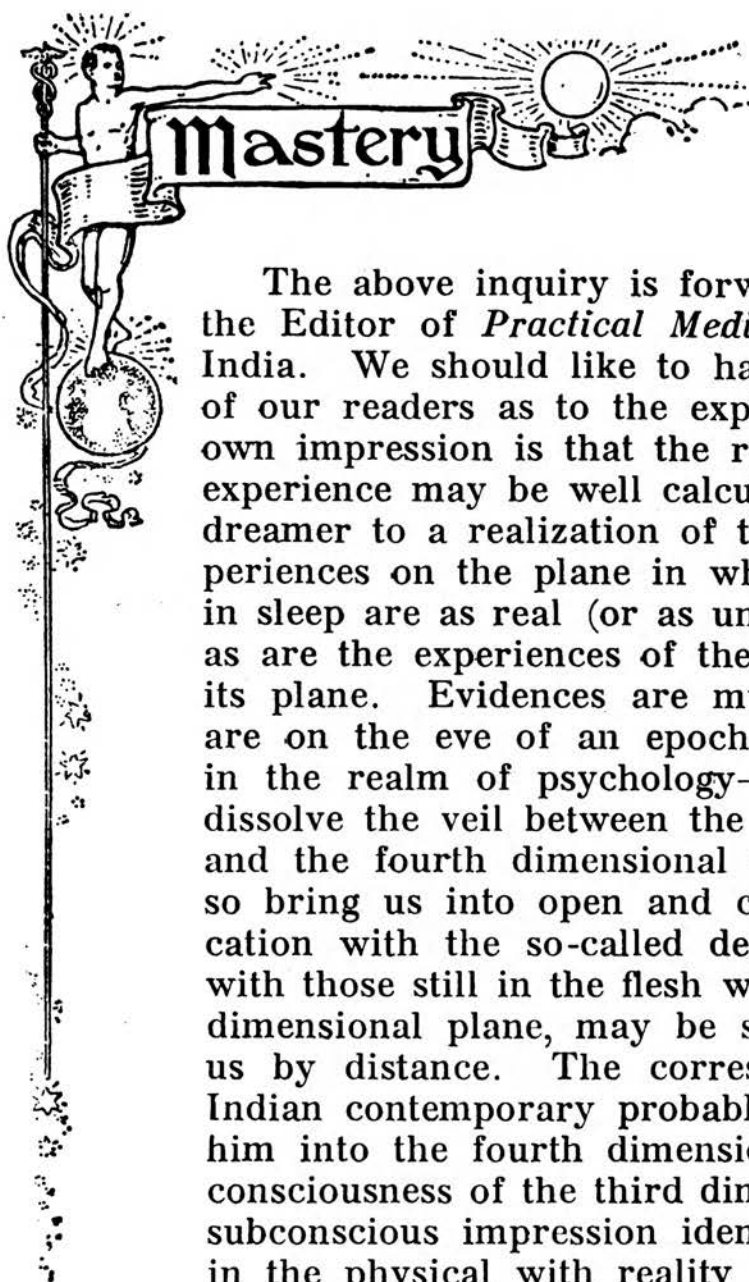 Mastery
The above inquiry is forw
the Editor of Practical Medi
India. We should like to ha
of our readers as to the exp
own impression is that the r
experience may be well calcu
dreamer to a realization of t
periences on the plane in wh
in sleep are as real (or as un
as are the experiences of the
its plane. Evidences are m
are on the eve of an epoch
in the realm of psychology—
dissolve the veil between the
and the fourth dimensional
so bring us into open and c
cation with the so-called de
with those still in the flesh w
dimensional plane, may be s
us by distance. The corres
Indian contemporary probabl
him into the fourth dimensi
consciousness of the third din
subconscious impression iden
in the physical with reality